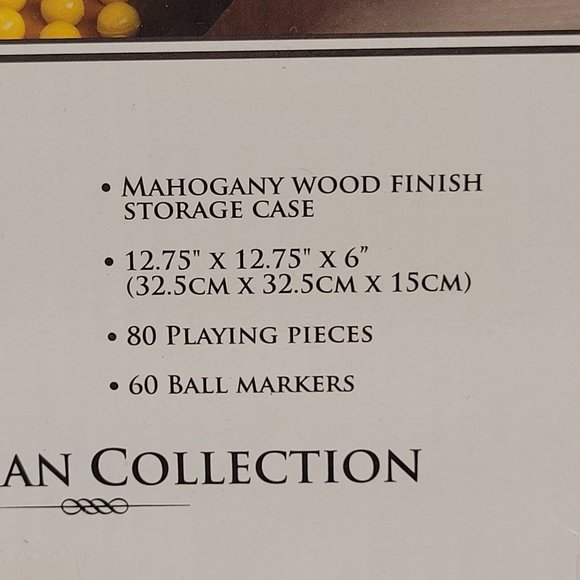 • Mahogany wood finish
storage case
• 12.75" x 12.75" x 6”
(32.5cm x 32.5cm x 15cm)
• 80 Playing pieces
• 60 Ball markers
an Collection